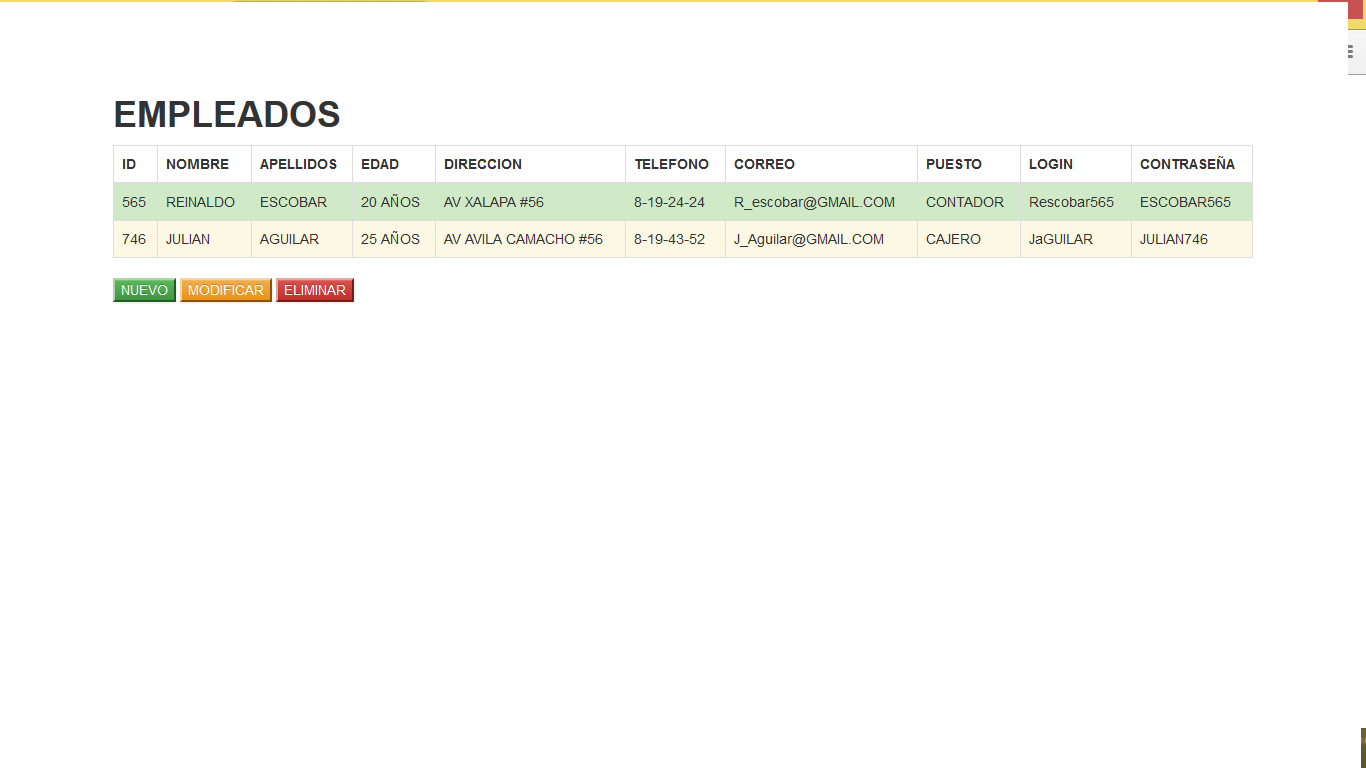 EMPLEADOS
ID NOMBRE APELLIDOS EDAD DIRECCION TELEFONO CORREO PUESTO LOGIN CONTRASEÑA
565 REINALDO ESCOBAR 20 AÑOS AV XALAPA #56 8-19-24-24 R_escobar@GMAIL.COM CONTADOR Rescobar565 ESCOBAR565
746 JULIAN AGUILAR 25 AÑOS AV AVILA CAMACHO #56 8-19-43-52 J_Aguilar@GMAIL.COM CAJERO JaGUILAR JULIAN746
NUEVO MODIFICAR ELIMINAR